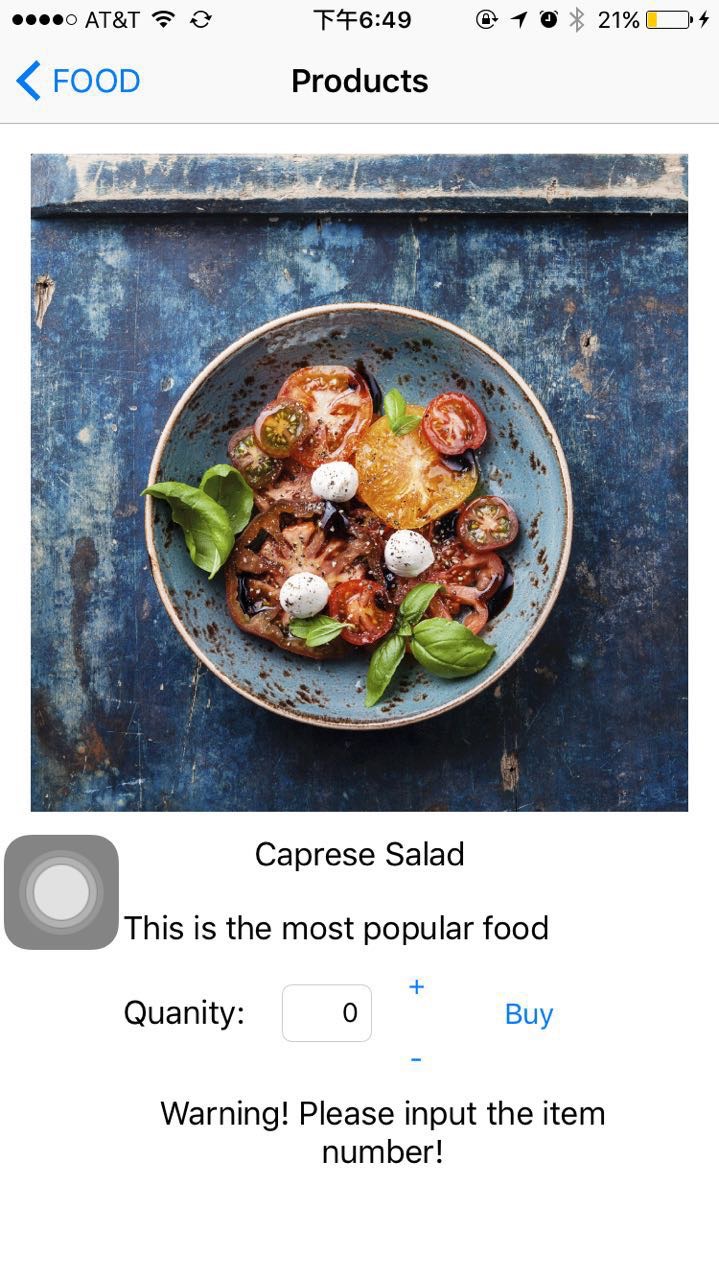 AT&T 下午6:49 21%
FOOD Products
Caprese Salad
This is the most popular food
+
Quanity: 0 Buy
-
Warning! Please input the item
number!